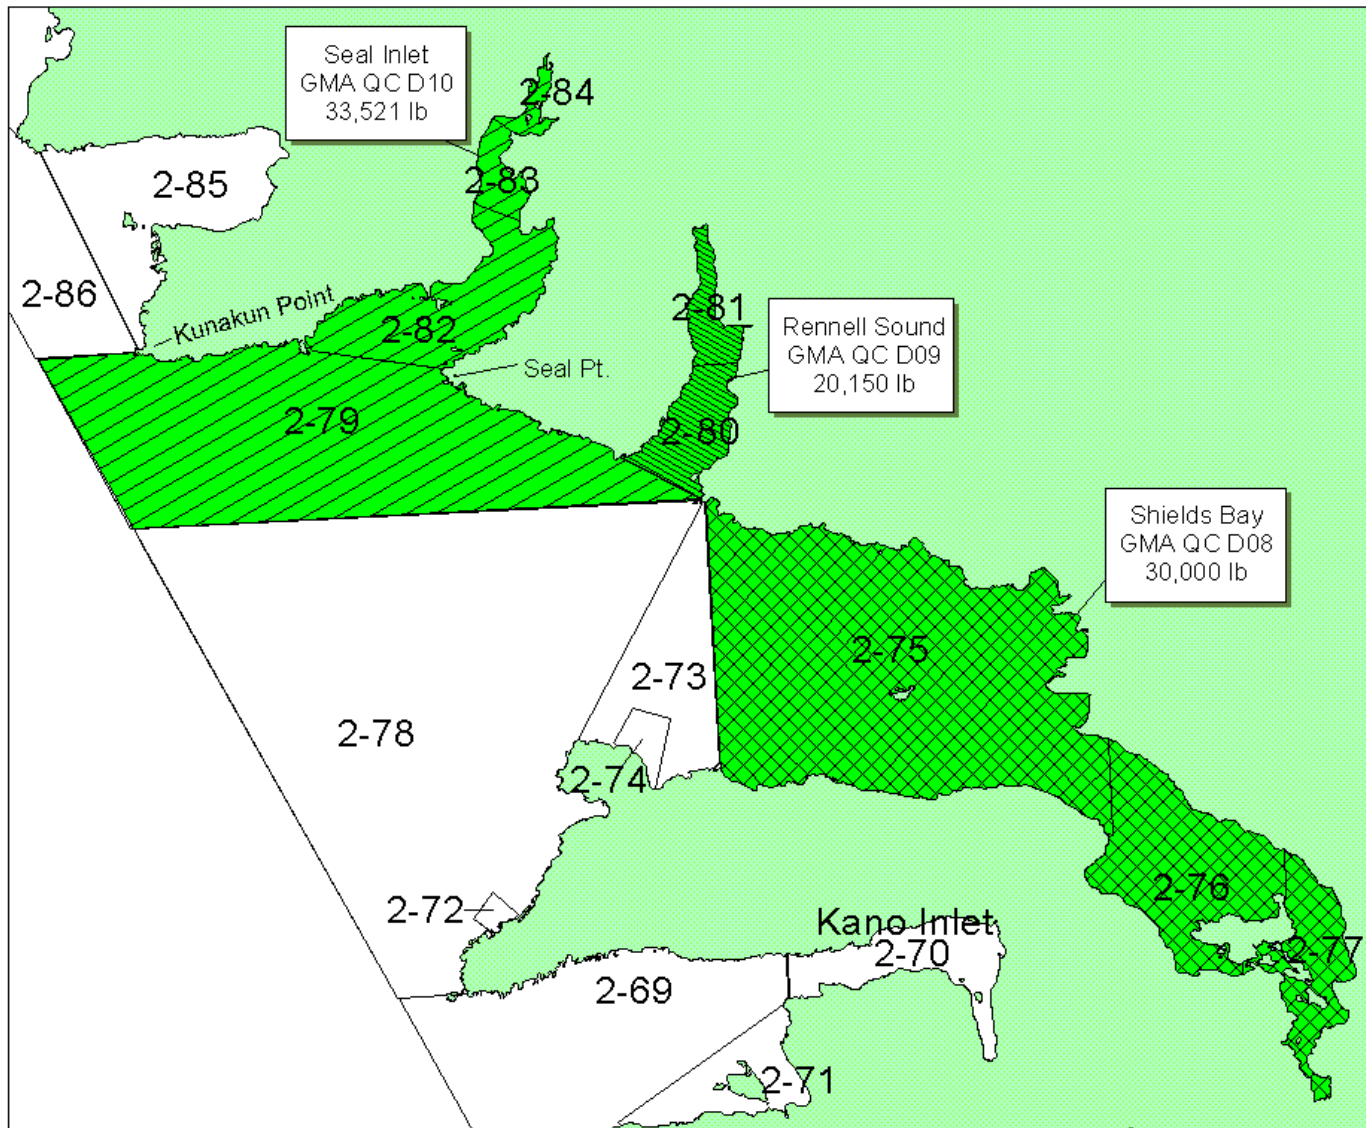 Seal Inlet
GMA QC D10
33,521 lb
2-84
2-83
2-85
2-86
Kunakun Point
2-82
2-81
Rennell Sound
GMA QC D09
20,150 lb
Seal Pt.
2-79
2-80
Shields Bay
GMA QC D08
30,000 lb
2-75
2-73
2-78
2-74
2-72
2-76
Kano Inlet
2-70
2-77
2-69
2-71